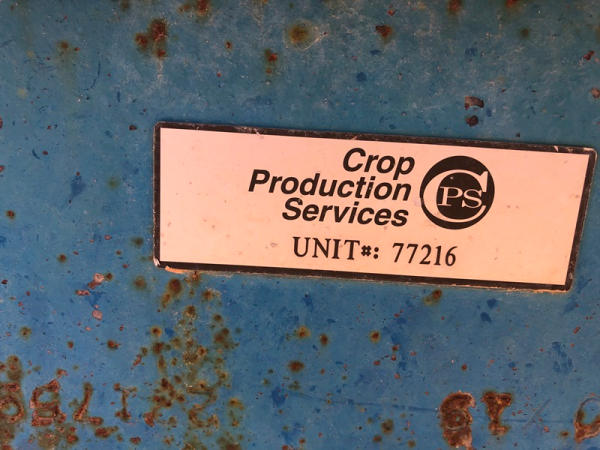 Crop
Production
Services
CPS
UNIT#: 77216